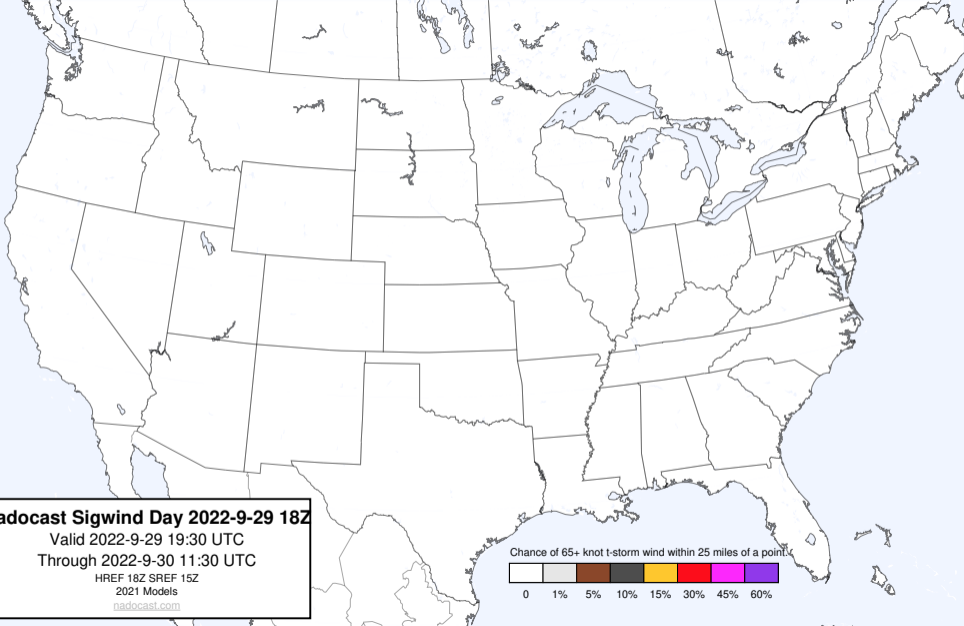 adocast Sigwind Day 2022-9-29 18Z
Valid 2022-9-29 19:30 UTC
Through 2022-9-30 11:30 UTC
HREF 18Z SREF 15Z
2021 Models
nadocast.com
Chance of 65+ knot t-storm wind within 25 miles of a point.
0 1% 5% 10% 15% 30% 45% 60%